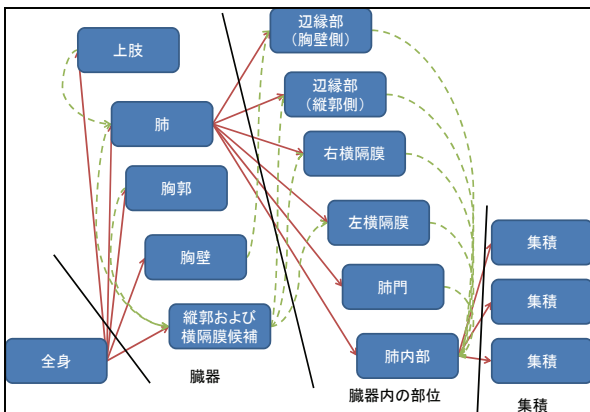 辺縁部
（胸壁側）
上肢
辺縁部
（縦郭側）
肺
右横隔膜
胸郭
左横隔膜
集積
胸壁
肺門
集積
縦郭および
横隔膜候補
肺内部
集積
全身
臓器
臓器内の部位
集積